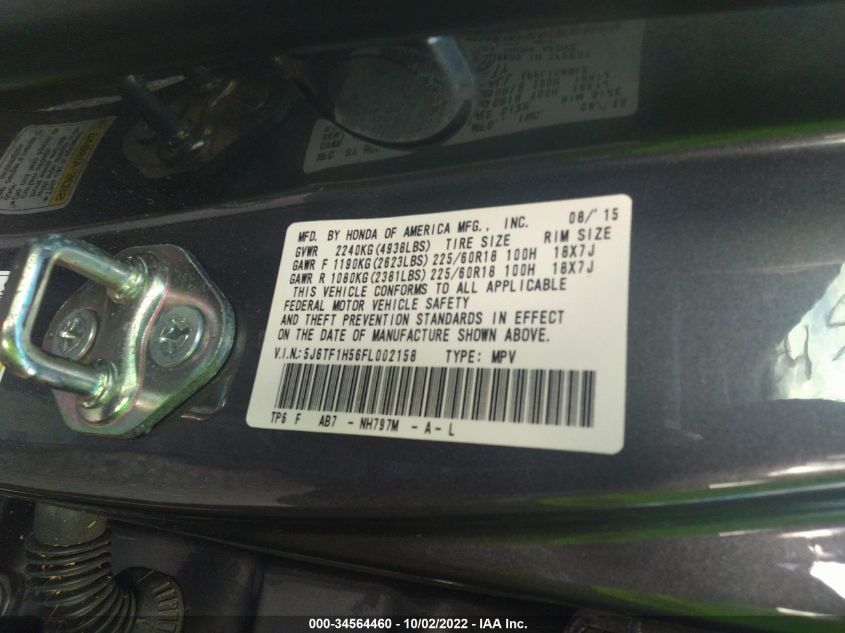 MFD. BY HONDA OF AMERICA MFG., INC. 08/'15
GVWR 2240KG(4938LBS) TIRE SIZE RIM SIZE
GAWR F 1190KG(2623LBS) 225/60R18 100H 18X7J
GAWR R 1080KG(2381LBS) 225/60R18 100H 18X7J
THIS VEHICLE CONFORMS TO ALL APPLICABLE
FEDERAL MOTOR VEHICLE SAFETY
AND THEFT PREVENTION STANDARDS IN EFFECT
ON THE DATE OF MANUFACTURE SHOWN ABOVE.
V.I.N.:5J6TF1H56FL002158 TYPE: MPV
TP6 F AB7 - NH797M - A - L
000-34564460 - 10/02/2022 - IAA Inc.